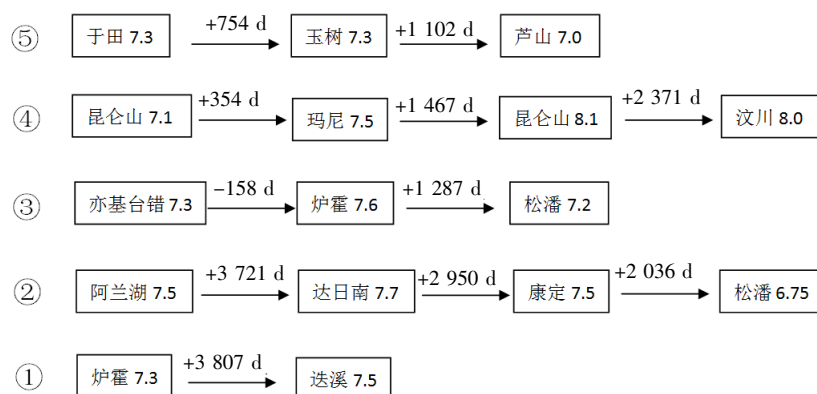 ⑤ 于田 7.3 +754 d 玉树 7.3 +1 102 d 芦山 7.0
④ 昆仑山 7.1 +354 d 玛尼 7.5 +1 467 d 昆仑山 8.1 +2 371 d 汶川 8.0
③ 亦基台错 7.3 −158 d 炉霍 7.6 +1 287 d 松潘 7.2
② 阿兰湖 7.5 +3 721 d 达日南 7.7 +2 950 d 康定 7.5 +2 036 d 松潘 6.75
① 炉霍 7.3 +3 807 d 迭溪 7.5